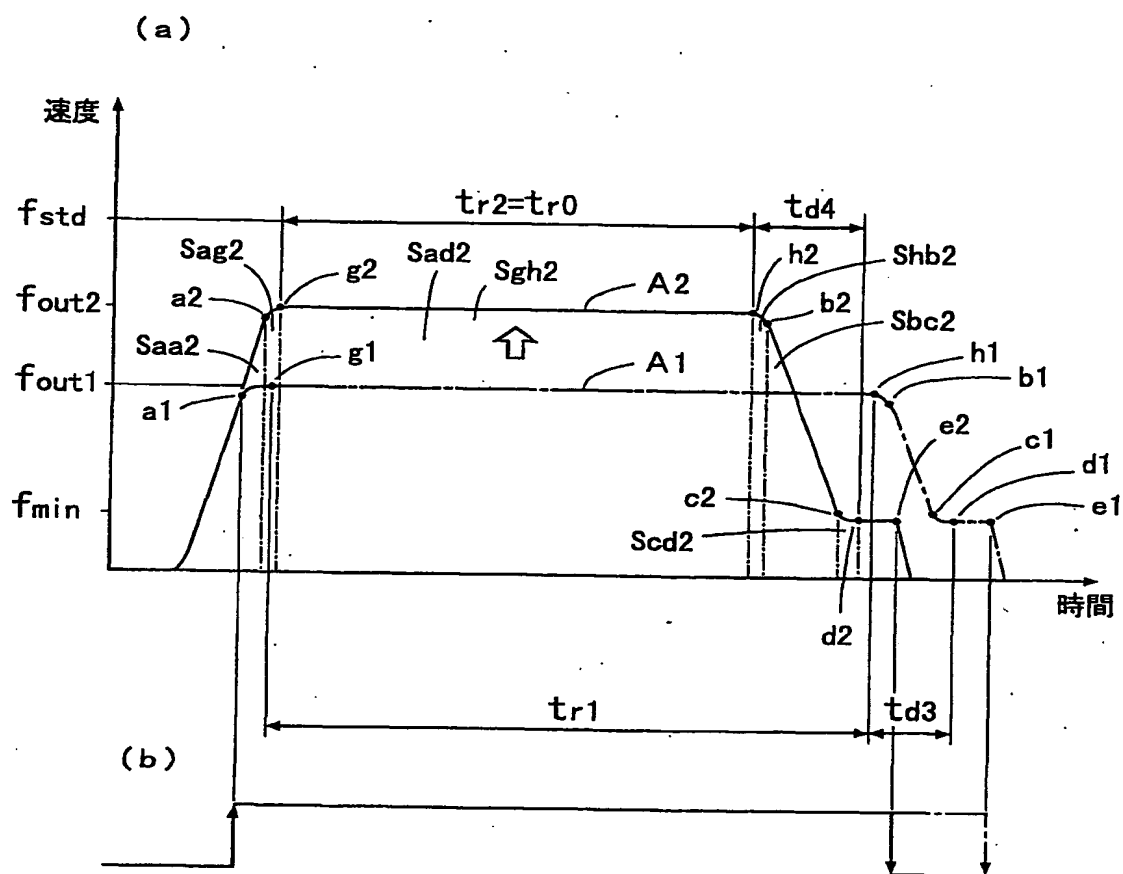 (a)
速度
fstd
tr2=tr0
td4
Sag2
g2
Sad2
Sgh2
A2
h2
Shb2
fout2
a2
b2
Saa2
g1
Sbc2
fout1
A1
h1
a1
b1
e2
c1
d1
fmin
c2
e1
Scd2
時間
d2
tr1
td3
(b)